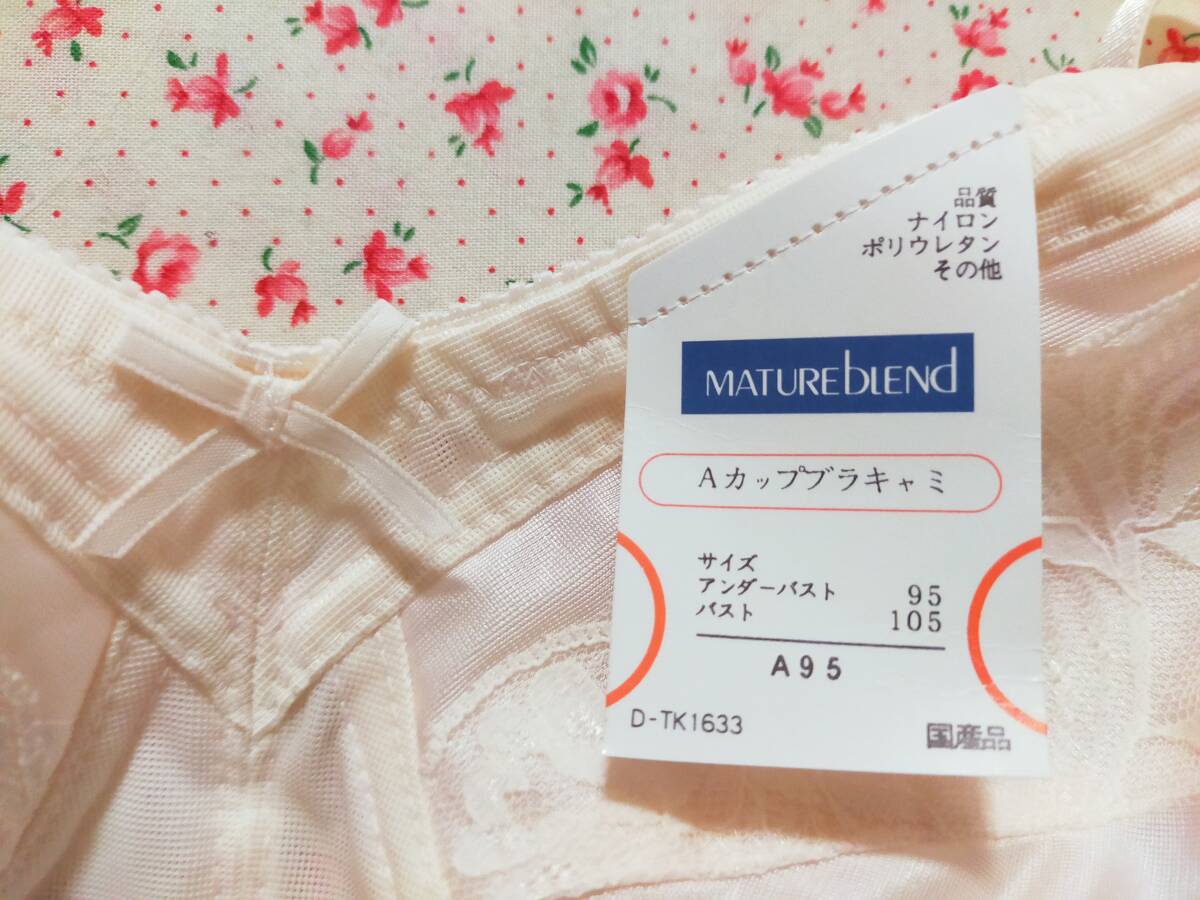 品質
ナイロン
ポリウレタン
その他
MATUREblENd
Aカップブラキャミ
サイズ
アンダーバスト 95
バスト 105
A95
D-TK1633 国産品